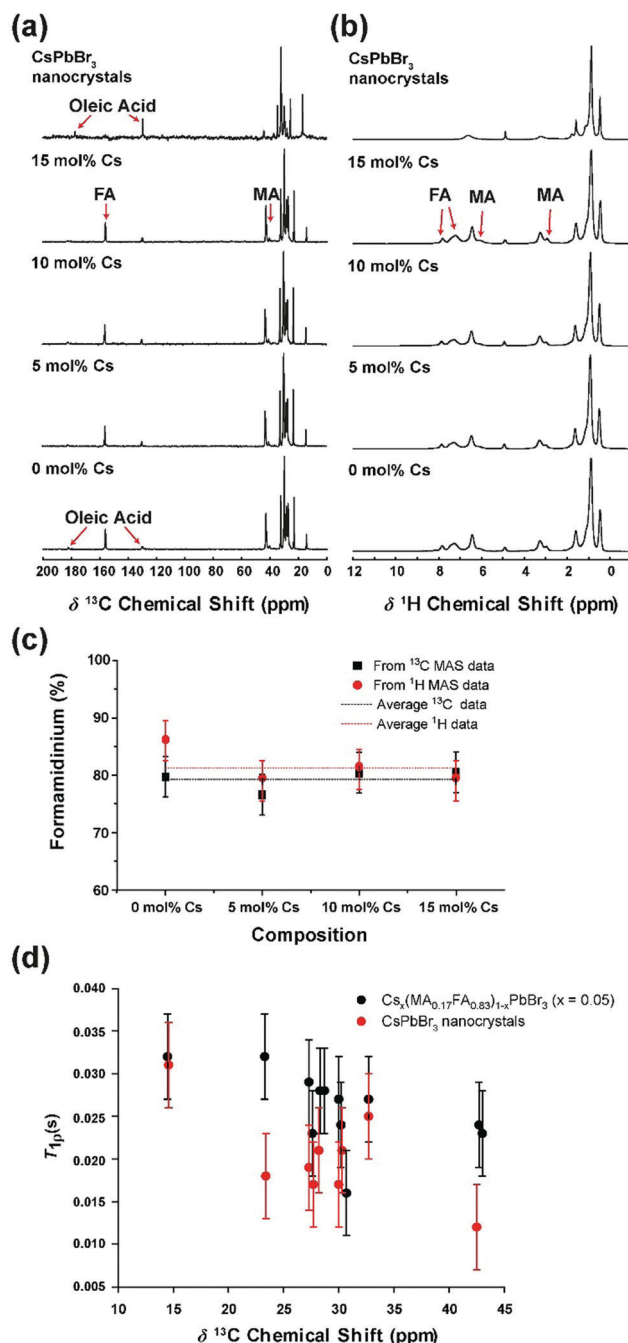 (a)
CsPbBr₃
nanocrystals
Oleic Acid
15 mol% Cs
FA
MA
10 mol% Cs
5 mol% Cs
0 mol% Cs
Oleic Acid
200 180 160 140 120 100 80 60 40 20 0
δ ¹³C Chemical Shift (ppm)
(b)
CsPbBr₃
nanocrystals
15 mol% Cs
FA
MA
MA
10 mol% Cs
5 mol% Cs
0 mol% Cs
12 10 8 6 4 2 0
δ ¹H Chemical Shift (ppm)
(c)
100
90
80
70
60
Formamidinium (%)
From ¹³C MAS data
From ¹H MAS data
Average ¹³C data
Average ¹H data
0 mol% Cs 5 mol% Cs 10 mol% Cs 15 mol% Cs
Composition
(d)
0.040
0.035
0.030
0.025
0.020
0.015
0.010
0.005
T₁ρ(s)
Csₓ(MA₀.₁₇FA₀.₈₃)₁₋ₓPbBr₃ (x = 0.05)
CsPbBr₃ nanocrystals
10 15 20 25 30 35 40 45
δ ¹³C Chemical Shift (ppm)